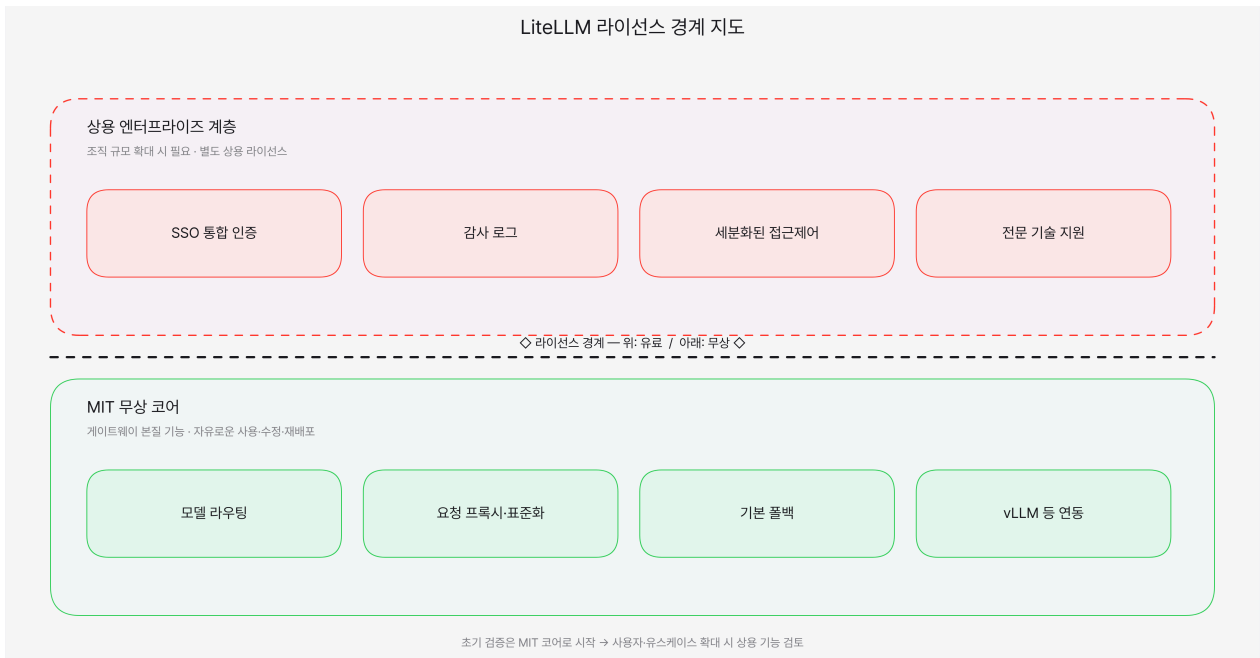 LiteLLM 라이선스 경계 지도
상용 엔터프라이즈 계층
조직 규모 확대 시 필요 · 별도 상용 라이선스
SSO 통합 인증
감사 로그
세분화된 접근제어
전문 기술 지원
◇ 라이선스 경계 — 위: 유료 / 아래: 무상 ◇
MIT 무상 코어
게이트웨이 본질 기능 · 자유로운 사용·수정·재배포
모델 라우팅
요청 프록시·표준화
기본 폴백
vLLM 등 연동
초기 검증은 MIT 코어로 시작 → 사용자·유스케이스 확대 시 상용 기능 검토